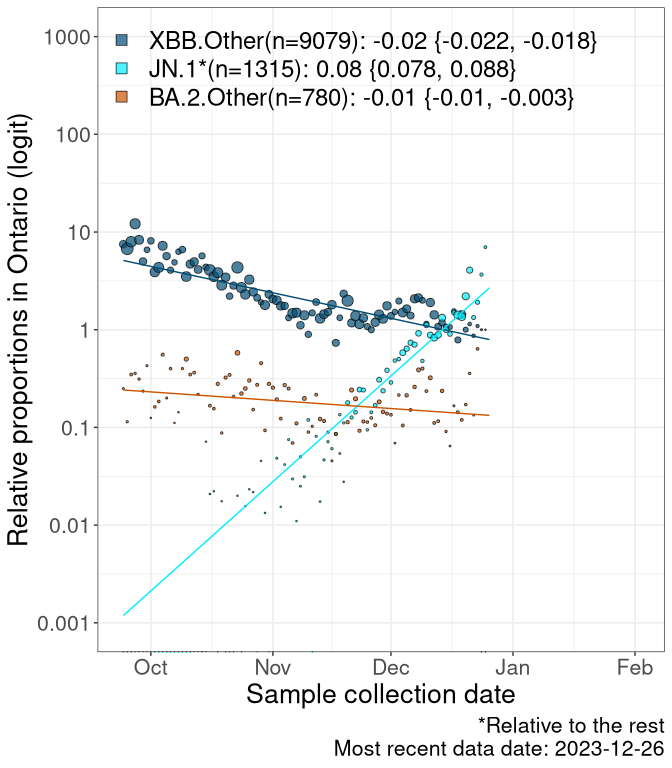 XBB.Other(n=9079): -0.02 {-0.022, -0.018}
JN.1*(n=1315): 0.08 {0.078, 0.088}
BA.2.Other(n=780): -0.01 {-0.01, -0.003}
Relative proportions in Ontario (logit)
1000
100
10
1
0.1
0.01
0.001
Oct Nov Dec Jan Feb
Sample collection date
*Relative to the rest
Most recent data date: 2023-12-26